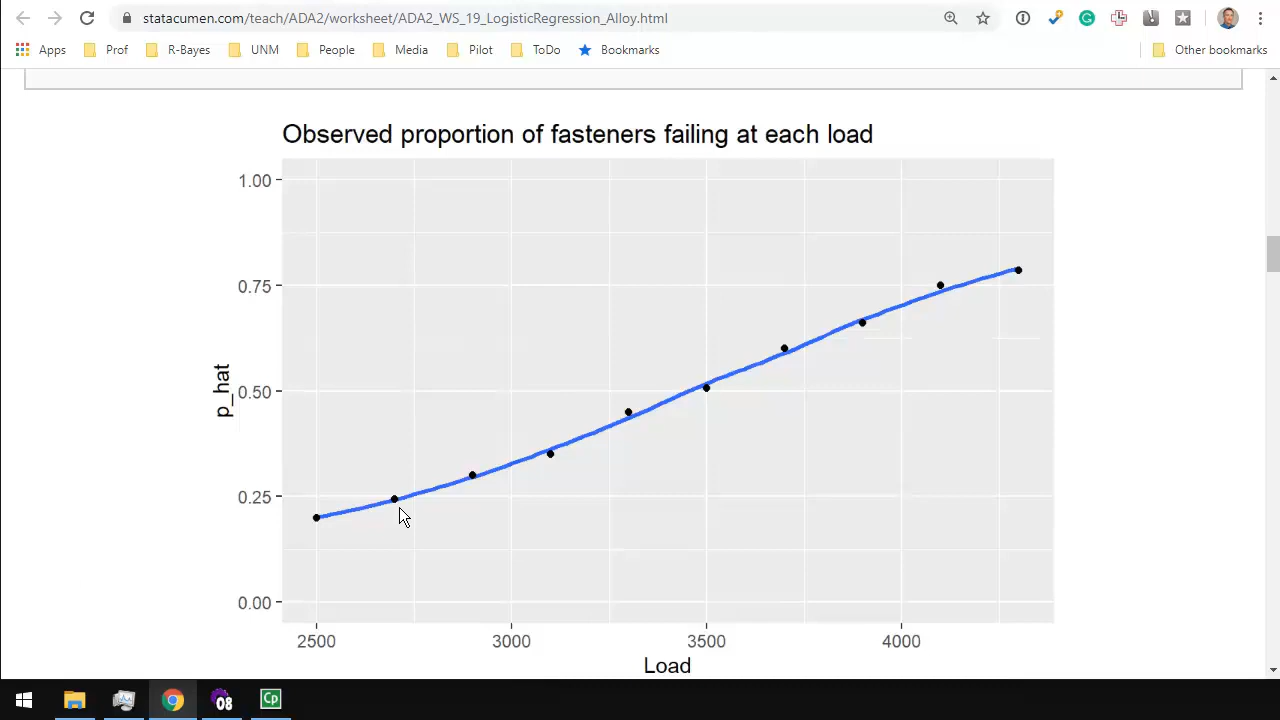 statacumen.com/teach/ADA2/worksheet/ADA2_WS_19_LogisticRegression_Alloy.html
Apps Prof R-Bayes UNM People Media Pilot ToDo Bookmarks Other bookmarks
Observed proportion of fasteners failing at each load
1.00
0.75
0.50
0.25
0.00
p_hat
2500 3000 3500 4000
Load
08 Cp